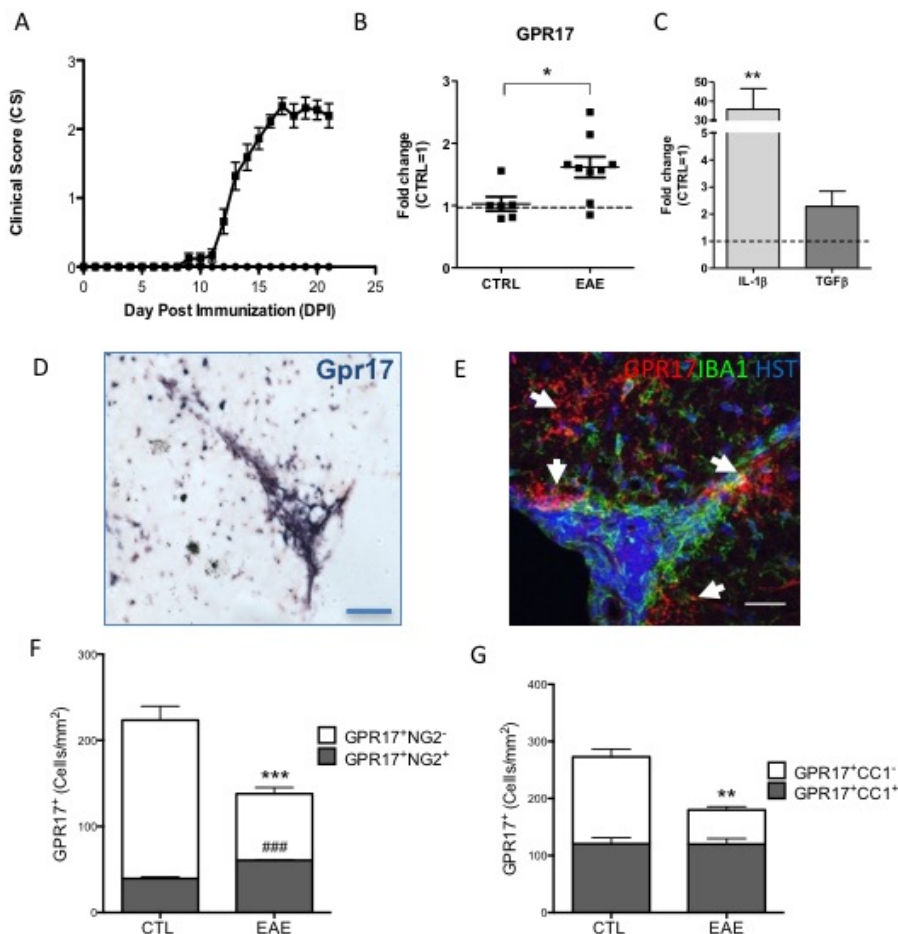 A
Clinical Score (CS)
3
2
1
0
0 5 10 15 20 25
Day Post Immunization (DPI)
B
GPR17
*
Fold change
(CTRL=1)
3
2
1
0
CTRL EAE
C
**
Fold change
(CTRL=1)
50
40
30
20
5
4
3
2
1
0
IL-1β TGFβ
D
Gpr17
E
GPR17 IBA1 HST
F
GPR17+ (Cells/mm²)
300
200
100
0
***
###
CTL EAE
GPR17+NG2-
GPR17+NG2+
G
GPR17+ (Cells/mm²)
400
300
200
100
0
**
CTL EAE
GPR17+CC1-
GPR17+CC1+